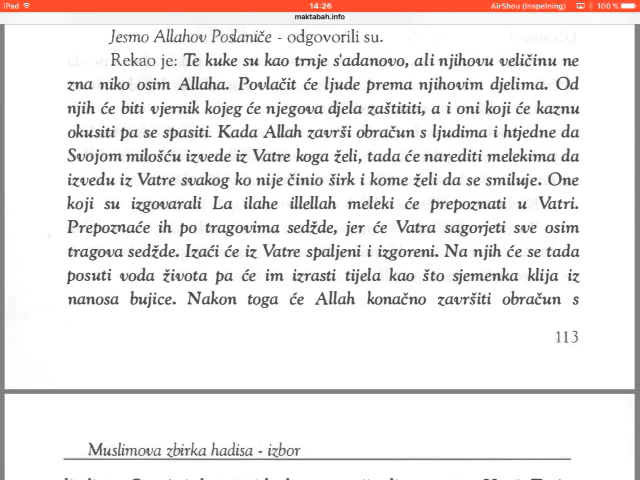 iPad 14:26 AirShou (Inspelning) 100 %
maktabah.info
Jesmo Allahov Poslaniče - odgovorili su.
Rekao je: Te kuke su kao trnje s'adanovo, ali njihovu veličinu ne
zna niko osim Allaha. Povlačit će ljude prema njihovim djelima. Od
njih će biti vjernik kojeg će njegova djela zaštititi, a i oni koji će kaznu
okusiti pa se spasiti. Kada Allah završi obračun s ljudima i htjedne da
Svojom milošću izvede iz Vatre koga želi, tada će narediti melekima da
izvedu iz Vatre svakog ko nije činio širk i kome želi da se smiluje. One
koji su izgovarali La ilahe illellah meleki će prepoznati u Vatri.
Prepoznaće ih po tragovima sedžde, jer će Vatra sagorjeti sve osim
tragova sedžde. Izaći će iz Vatre spaljeni i izgoreni. Na njih će se tada
posuti voda života pa će im izrasti tijela kao što sjemenka klija iz
nanosa bujice. Nakon toga će Allah konačno završiti obračun s
113
Muslimova zbirka hadisa - izbor